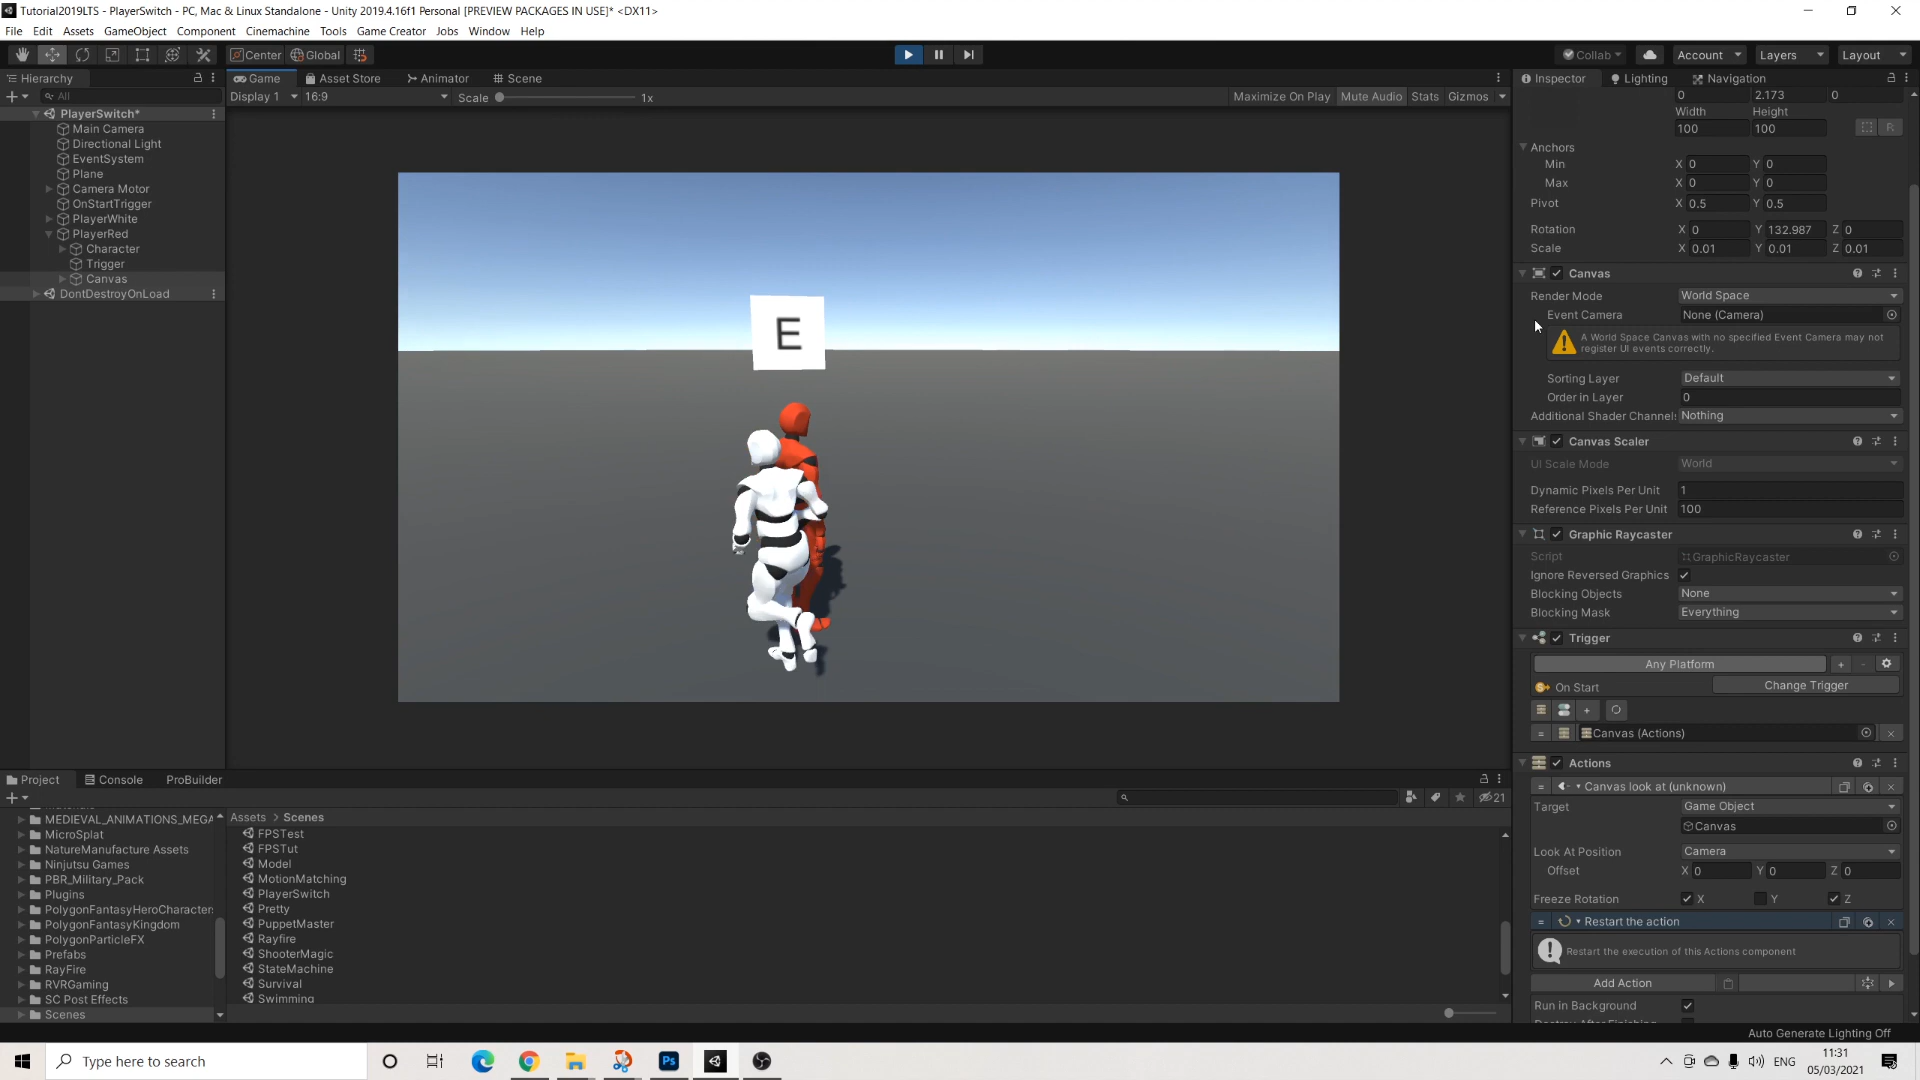 Tutorial2019LTS - PlayerSwitch - PC, Mac & Linux Standalone - Unity 2019.4.16f1 Personal [PREVIEW PACKAGES IN USE]* <DX11>
File Edit Assets GameObject Component Cinemachine Tools Game Creator Jobs Window Help
Center Global Collab Account Layers Layout
Hierarchy
All
PlayerSwitch*
Main Camera
Directional Light
EventSystem
Plane
Camera Motor
OnStartTrigger
PlayerWhite
PlayerRed
Character
Trigger
Canvas
DontDestroyOnLoad
Game Asset Store Animator Scene
Display 1 16:9 Scale 1x Maximize On Play Mute Audio Stats Gizmos
E
Inspector Lighting Navigation
0 2.173 0
Width Height
100 100 R
Anchors
Min X 0 Y 0
Max X 0 Y 0
Pivot X 0.5 Y 0.5
Rotation X 0 Y 132.987 Z 0
Scale X 0.01 Y 0.01 Z 0.01
Canvas
Render Mode World Space
Event Camera None (Camera)
A World Space Canvas with no specified Event Camera may not
register UI events correctly.
Sorting Layer Default
Order in Layer 0
Additional Shader Channel: Nothing
Canvas Scaler
UI Scale Mode World
Dynamic Pixels Per Unit 1
Reference Pixels Per Unit 100
Graphic Raycaster
Script GraphicRaycaster
Ignore Reversed Graphics
Blocking Objects None
Blocking Mask Everything
Trigger
Any Platform + -
On Start Change Trigger
+
= Canvas (Actions) ×
Actions
= Canvas look at (unknown) ×
Target Game Object
Canvas
Look At Position Camera
Offset X 0 Y 0 Z 0
Freeze Rotation X Y Z
= Restart the action ×
Restart the execution of this Actions component
Add Action
Run in Background
Project Console ProBuilder
21
MEDIEVAL_ANIMATIONS_MEGA
MicroSplat
NatureManufacture Assets
Ninjutsu Games
PBR_Military_Pack
Plugins
PolygonFantasyHeroCharacter
PolygonFantasyKingdom
PolygonParticleFX
Prefabs
RayFire
RVRGaming
SC Post Effects
Scenes
Assets > Scenes
FPSTest
FPSTut
Model
MotionMatching
PlayerSwitch
Pretty
PuppetMaster
Rayfire
ShooterMagic
StateMachine
Survival
Swimming
Auto Generate Lighting Off
Type here to search
Ps
ENG
11:31
05/03/2021